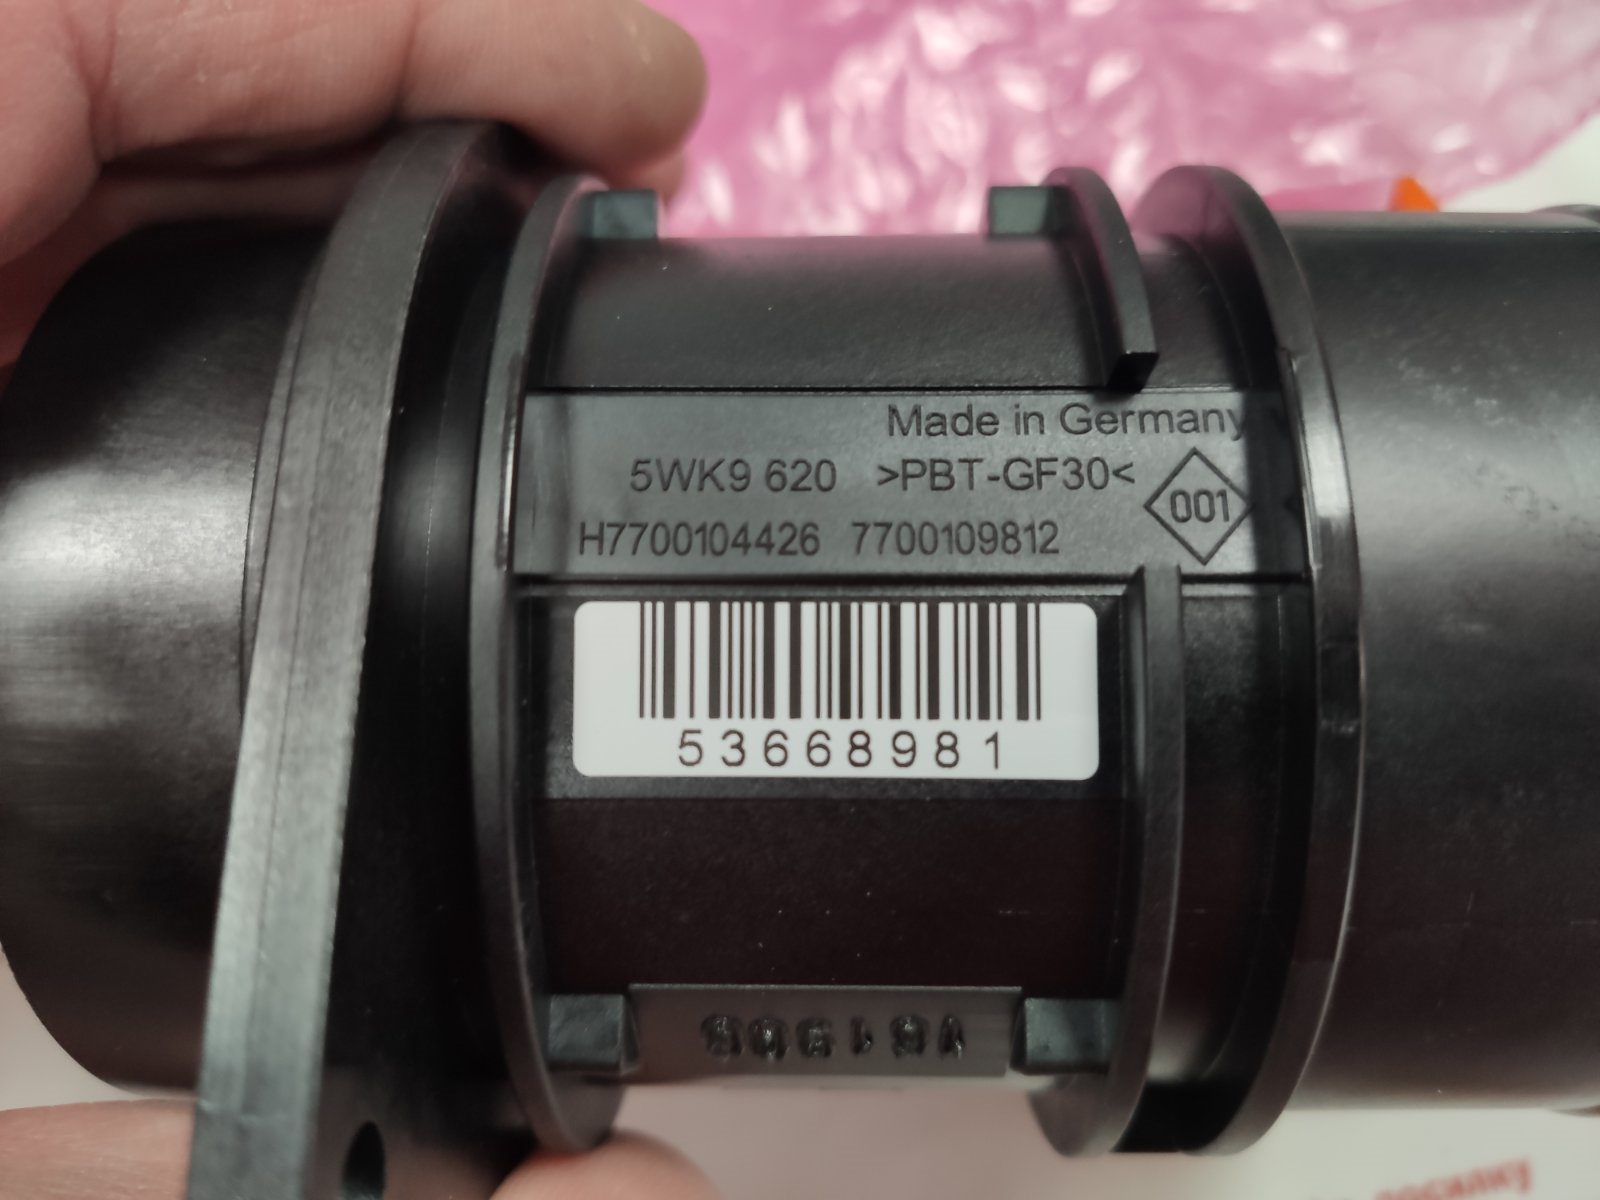 Made in Germany
5WK9 620 >PBT-GF30<
001
H7700104426 7700109812
53668981